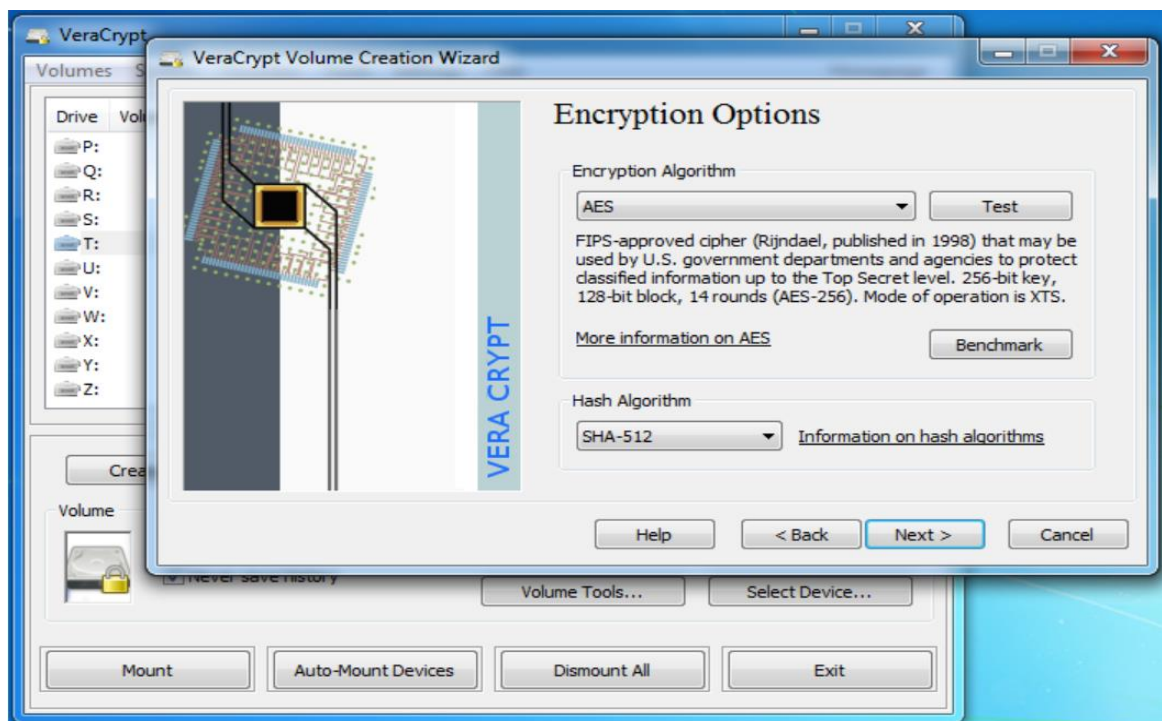 VeraCrypt
VeraCrypt Volume Creation Wizard
Volumes
Drive
P:
Q:
R:
S:
T:
U:
V:
W:
X:
Y:
Z:
VERA CRYPT
Encryption Options
Encryption Algorithm
AES
Test
FIPS-approved cipher (Rijndael, published in 1998) that may be
used by U.S. government departments and agencies to protect
classified information up to the Top Secret level. 256-bit key,
128-bit block, 14 rounds (AES-256). Mode of operation is XTS.
More information on AES
Benchmark
Hash Algorithm
SHA-512
Information on hash algorithms
Help
< Back
Next >
Cancel
Volume
Never save history
Volume Tools...
Select Device...
Mount
Auto-Mount Devices
Dismount All
Exit